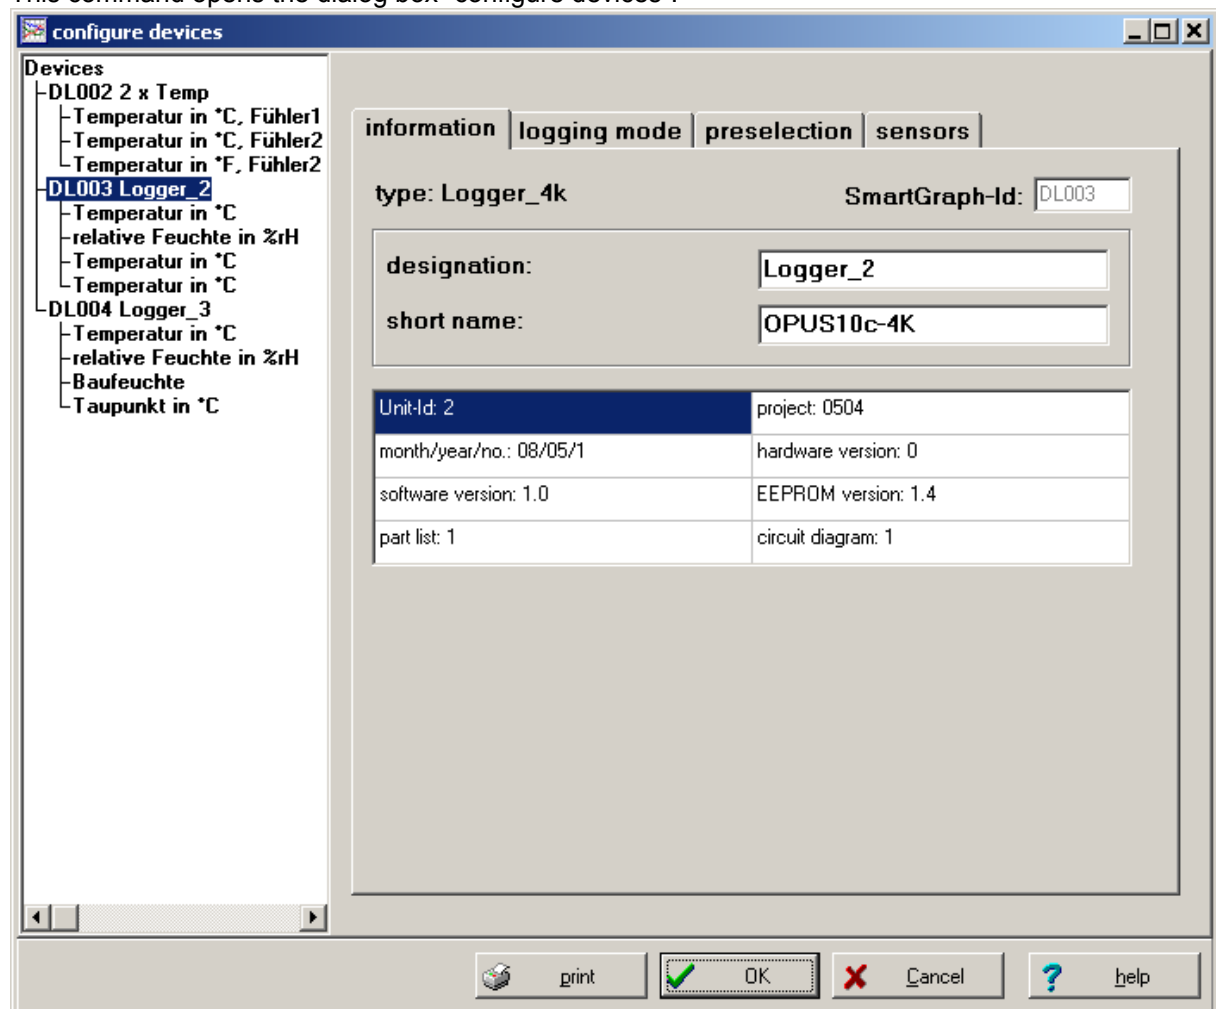 This command opens the dialog box "configure devices".
configure devices
Devices
DL002 2 x Temp
Temperatur in °C, Fühler1
Temperatur in °C, Fühler2
Temperatur in °F, Fühler2
DL003 Logger_2
Temperatur in °C
relative Feuchte in %rH
Temperatur in °C
Temperatur in °C
DL004 Logger_3
Temperatur in °C
relative Feuchte in %rH
Baufeuchte
Taupunkt in °C
information logging mode preselection sensors
type: Logger_4k SmartGraph-Id: DL003
designation: Logger_2
short name: OPUS10c-4K
Unit-Id: 2 project: 0504
month/year/no.: 08/05/1 hardware version: 0
software version: 1.0 EEPROM version: 1.4
part list: 1 circuit diagram: 1
print OK Cancel help